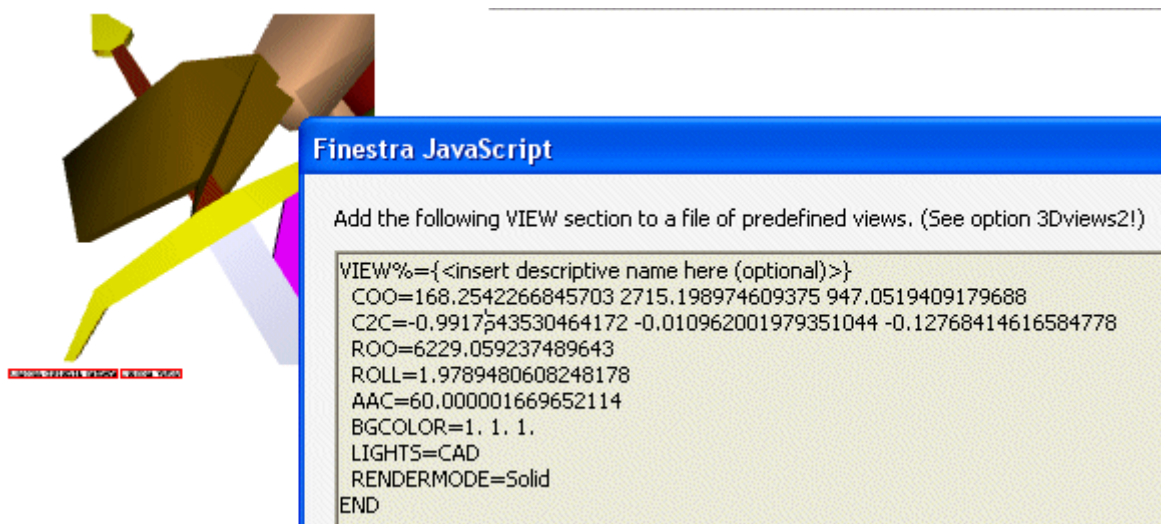 Finestra JavaScript
Add the following VIEW section to a file of predefined views. (See option 3Dviews2!)
VIEW%={<insert descriptive name here (optional)>}
COO=168.2542266845703 2715.198974609375 947.0519409179688
C2C=-0.9917543530464172 -0.010962001979351044 -0.12768414616584778
ROO=6229.059237489643
ROLL=1.9789480608248178
AAC=60.000001669652114
BGCOLOR=1. 1. 1.
LIGHTS=CAD
RENDERMODE=Solid
END